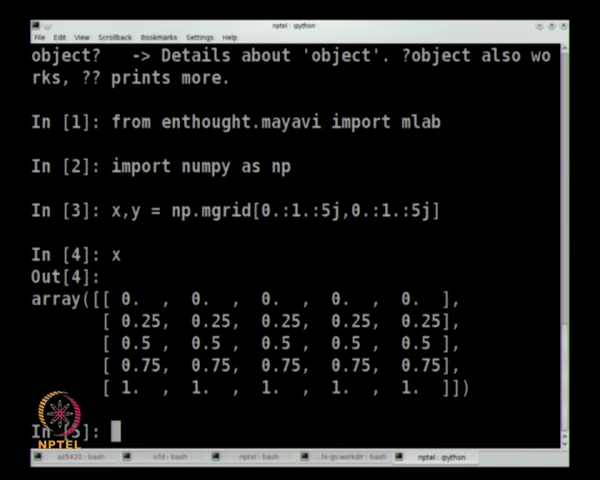 nptel : ipython
File Edit View Scrollback Bookmarks Settings Help
object? -> Details about 'object'. ?object also wo
rks, ?? prints more.
In [1]: from enthought.mayavi import mlab
In [2]: import numpy as np
In [3]: x,y = np.mgrid[0.:1.:5j,0.:1.:5j]
In [4]: x
Out[4]:
array([[ 0. , 0. , 0. , 0. , 0. ],
[ 0.25, 0.25, 0.25, 0.25, 0.25],
[ 0.5 , 0.5 , 0.5 , 0.5 , 0.5 ],
[ 0.75, 0.75, 0.75, 0.75, 0.75],
[ 1. , 1. , 1. , 1. , 1. ]])
In [5]:
NPTEL
as5420 : bash icfd : bash nptel : bash ...fe-gs-workdir : bash nptel : ipython